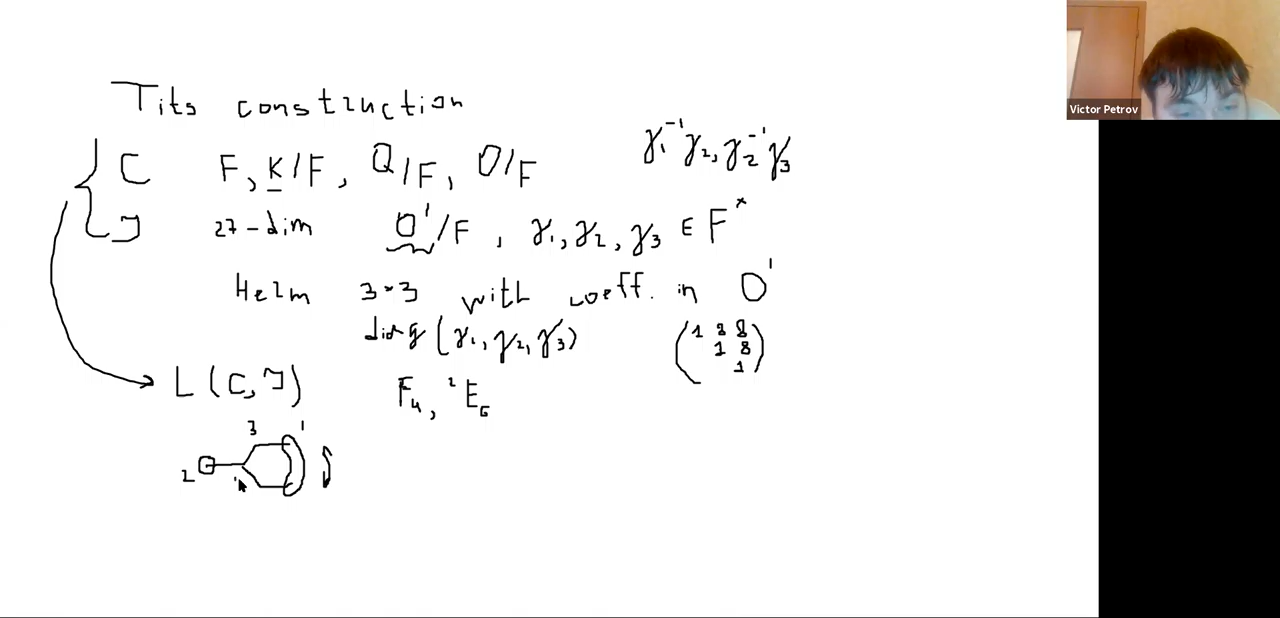 Tits construction
γ₁⁻¹γ₂, γ₂⁻¹γ₃
C F, K/F, Q/F, O/F
J 27-dim O'/F, γ₁, γ₂, γ₃ ∈ F*
Herm 3×3 with coeff. in O'
diag (γ₁, γ₂, γ₃)
( 1 8 8
1 8
1 )
L (C, J) F₄, ²E₆
3 1
2
Victor Petrov